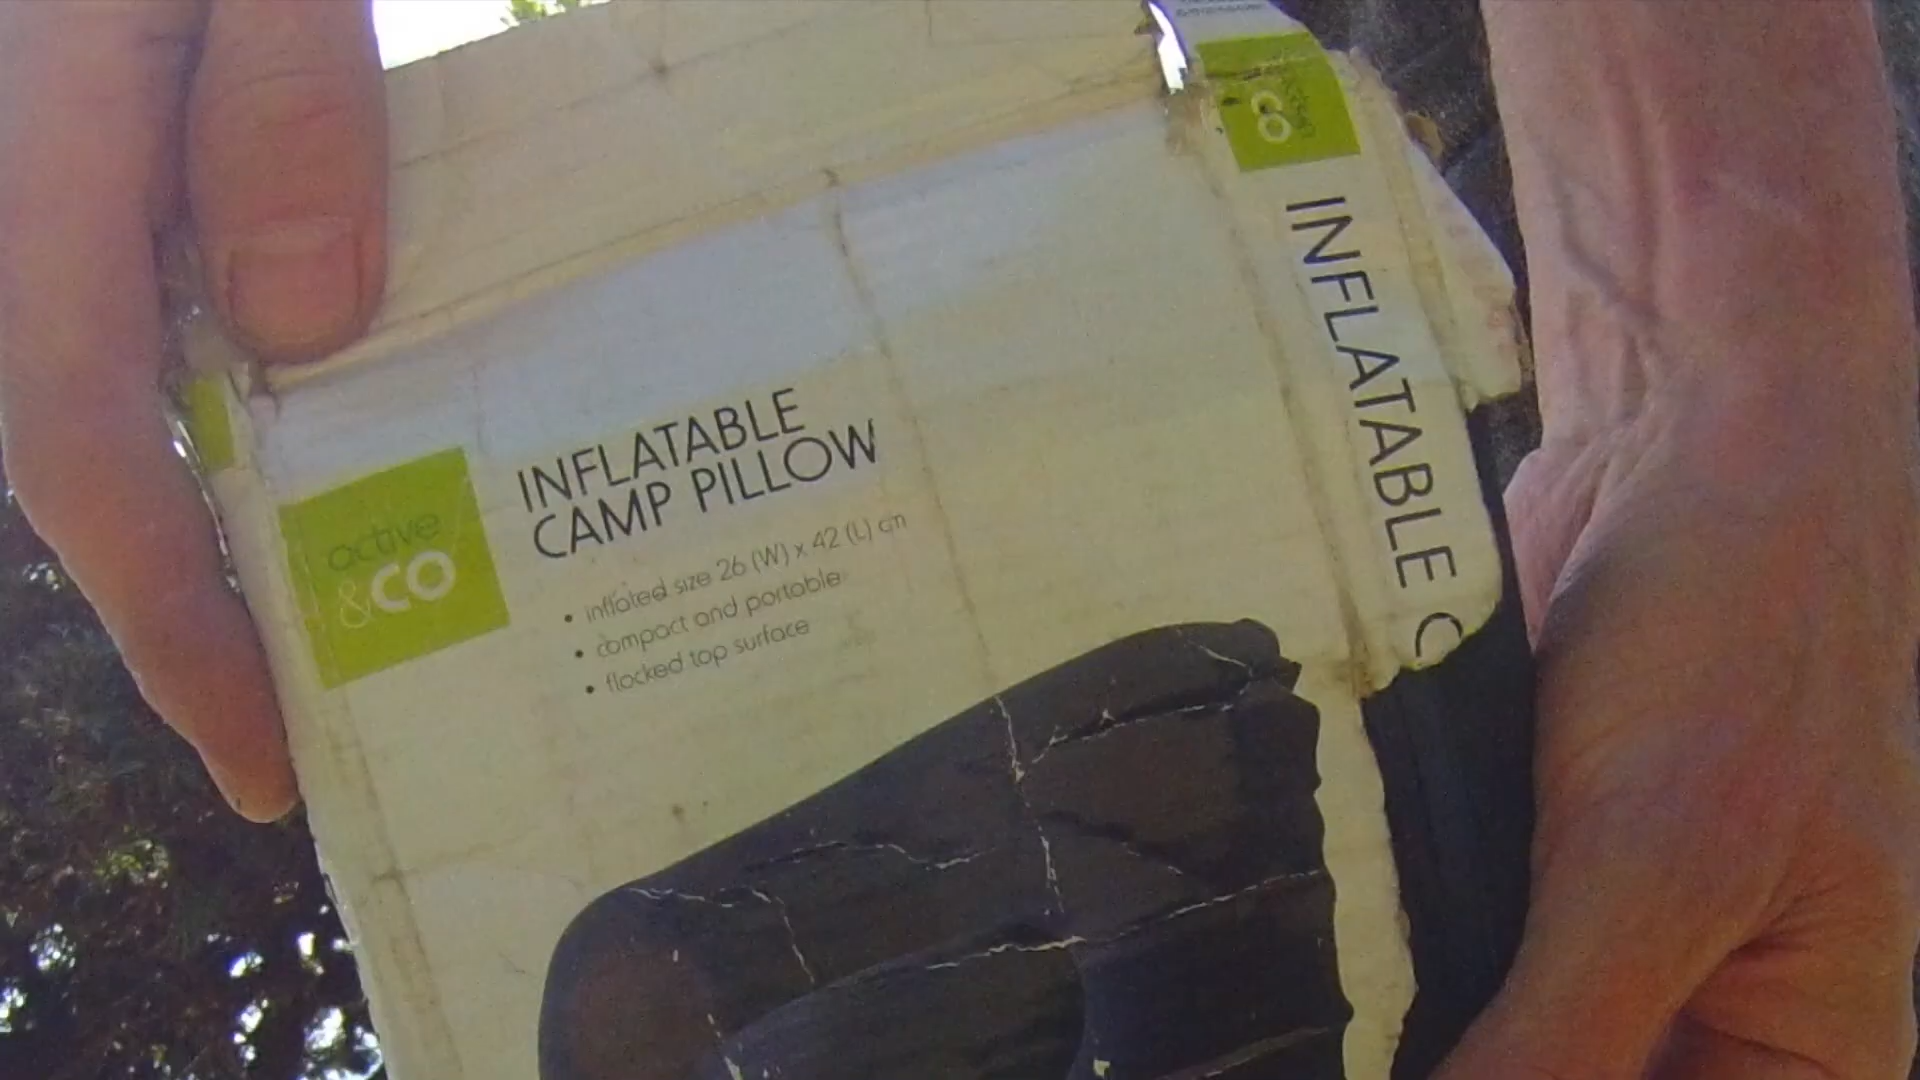 active
&CO
INFLATABLE
CAMP PILLOW
• inflated size 26 (W) x 42 (L) cm
• compact and portable
• flocked top surface
active
&CO
INFLATABLE C